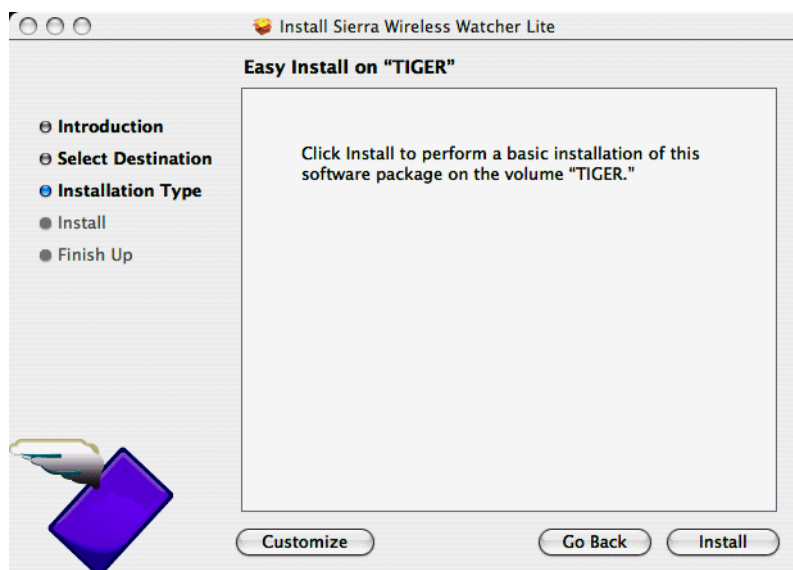 Install Sierra Wireless Watcher Lite
Easy Install on “TIGER”
Introduction
Select Destination
Installation Type
Install
Finish Up
Click Install to perform a basic installation of this
software package on the volume “TIGER.”
Customize
Go Back
Install